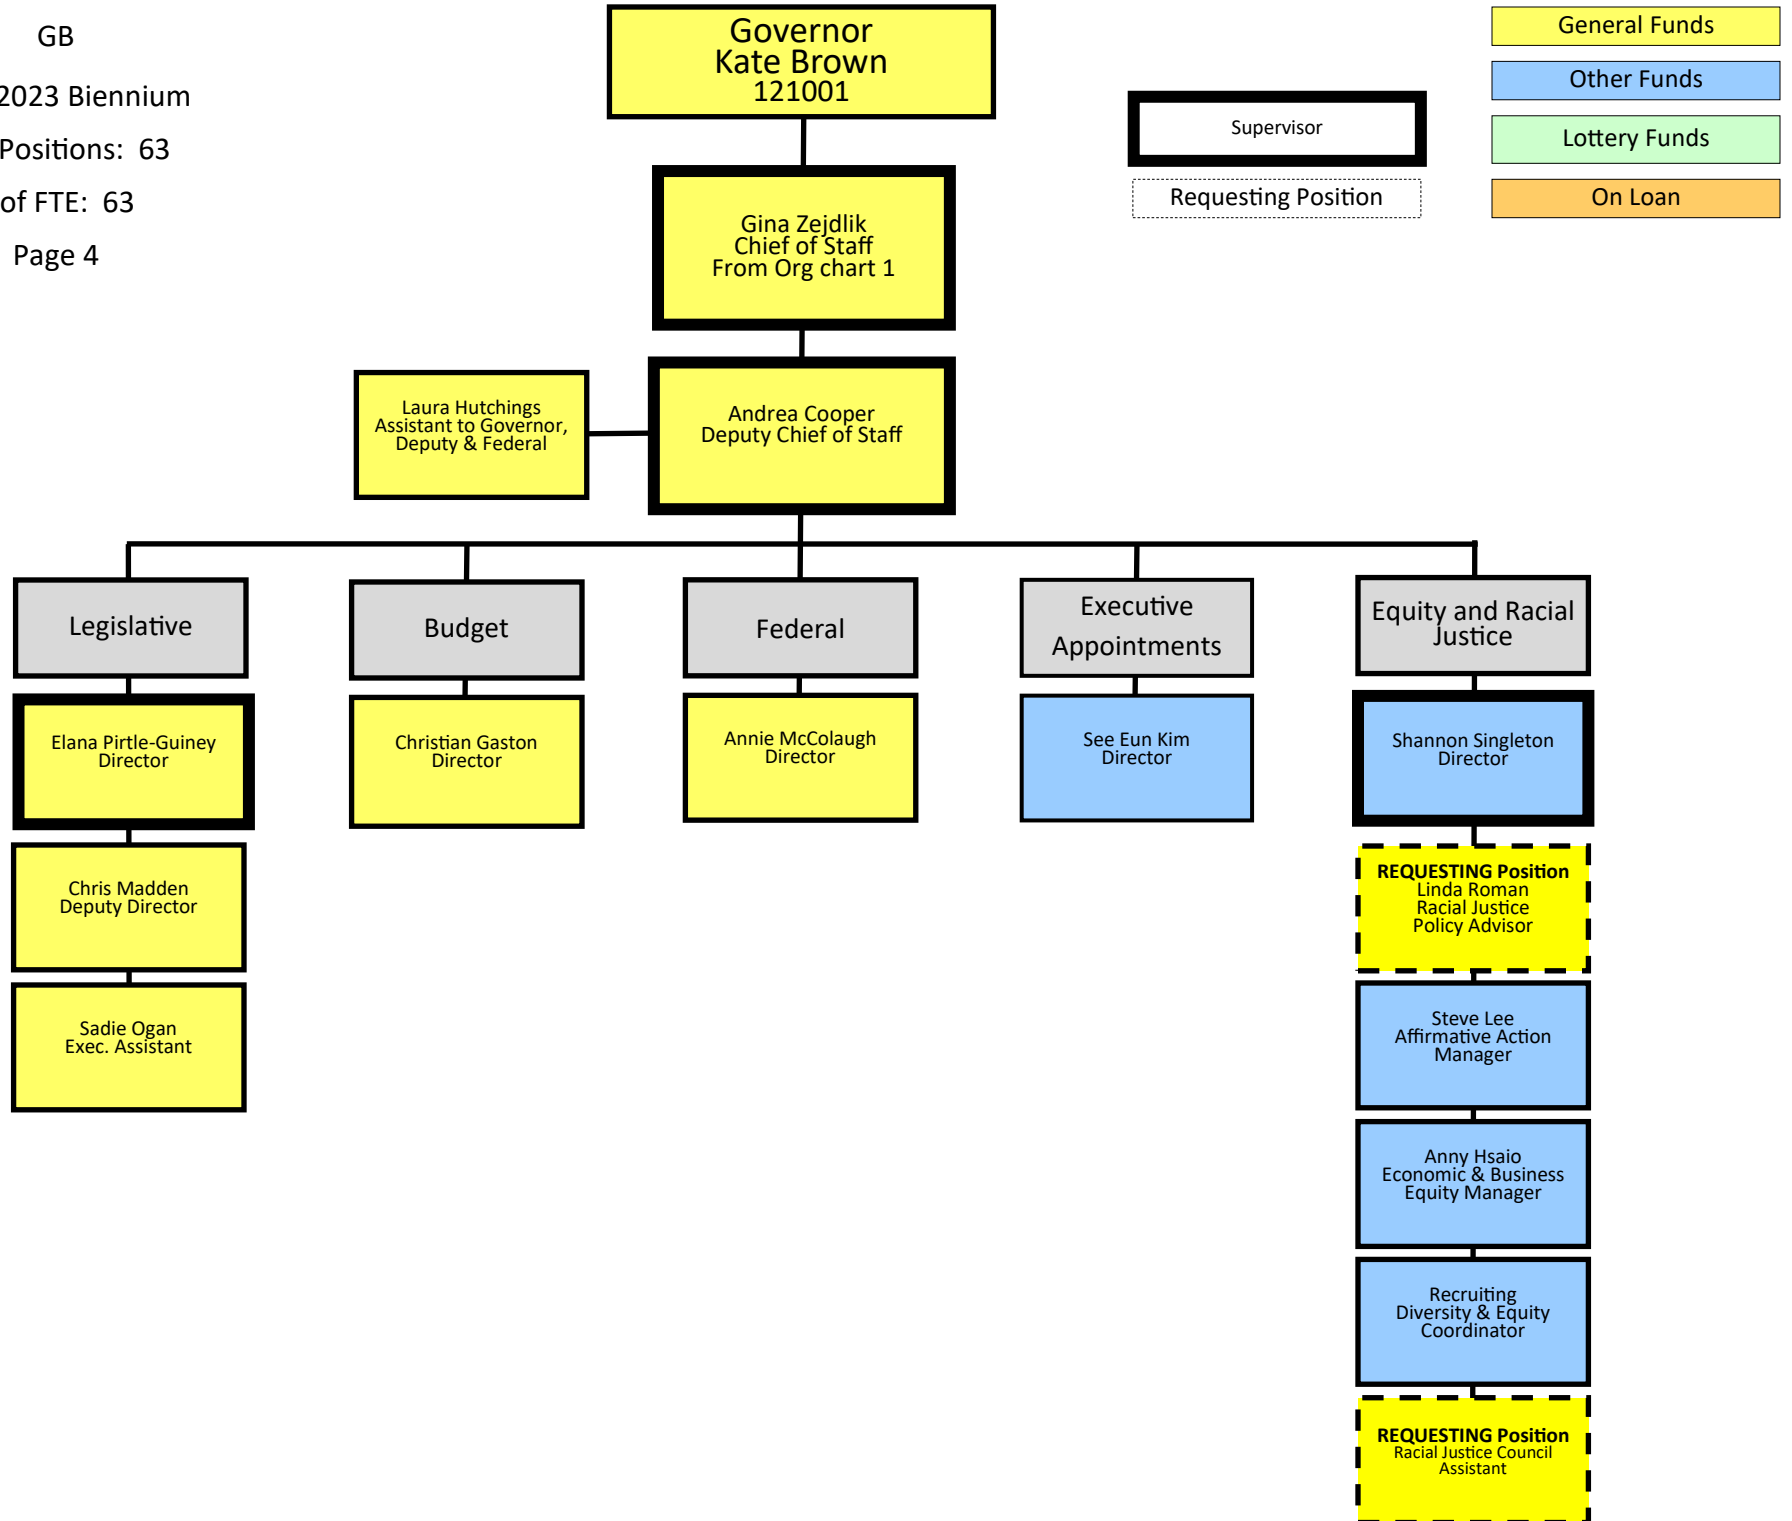 GB
2023 Biennium
Positions: 63
of FTE: 63
Page 4
Governor
Kate Brown
121001
Supervisor
Requesting Position
General Funds
Other Funds
Lottery Funds
On Loan
Gina Zejdlik
Chief of Staff
From Org chart 1
Laura Hutchings
Assistant to Governor,
Deputy & Federal
Andrea Cooper
Deputy Chief of Staff
Legislative
Budget
Federal
Executive
Appointments
Equity and Racial
Justice
Elana Pirtle-Guiney
Director
Christian Gaston
Director
Annie McColaugh
Director
See Eun Kim
Director
Shannon Singleton
Director
Chris Madden
Deputy Director
Sadie Ogan
Exec. Assistant
REQUESTING Position
Linda Roman
Racial Justice
Policy Advisor
Steve Lee
Affirmative Action
Manager
Anny Hsaio
Economic & Business
Equity Manager
Recruiting
Diversity & Equity
Coordinator
REQUESTING Position
Racial Justice Council
Assistant